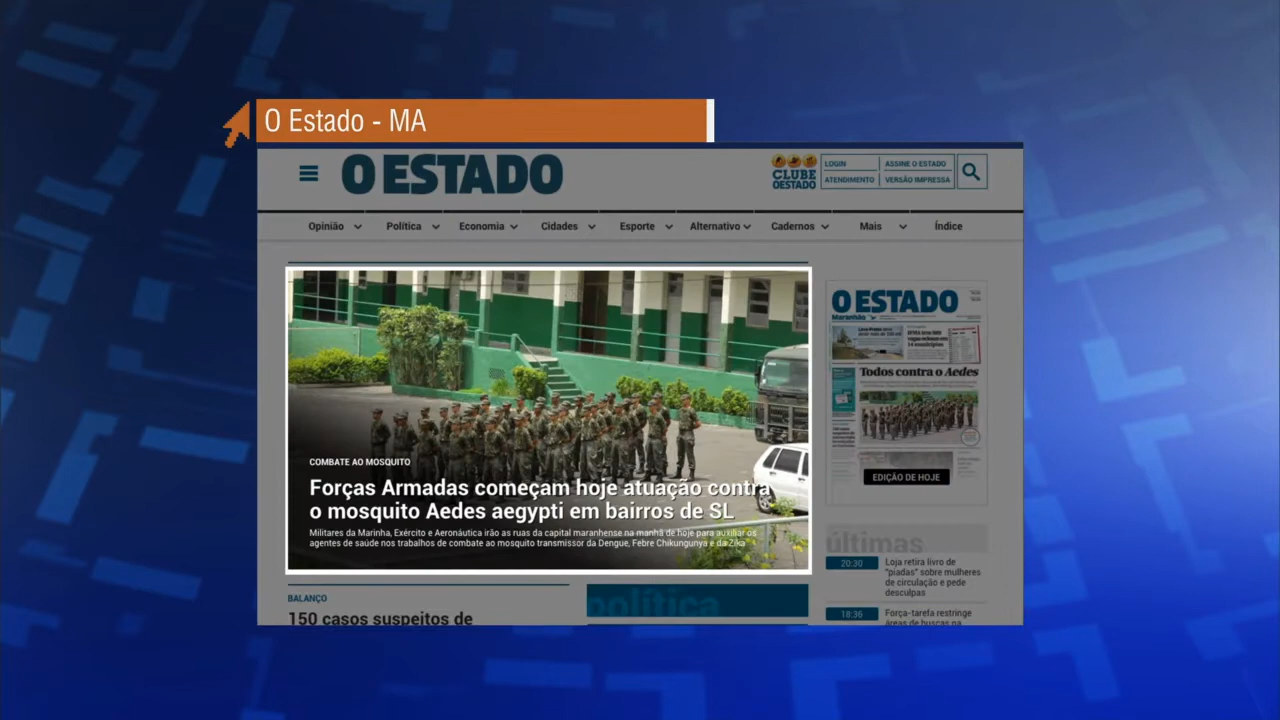 O Estado - MA
O ESTADO
CLUBE
OESTADO
LOGIN
ASSINE O ESTADO
ATENDIMENTO
VERSÃO IMPRESSA
Opinião
Política
Economia
Cidades
Esporte
Alternativo
Cadernos
Mais
Índice
COMBATE AO MOSQUITO
Forças Armadas começam hoje atuação contra
o mosquito Aedes aegypti em bairros de SL
Militares da Marinha, Exército e Aeronáutica irão as ruas da capital maranhense na manhã de hoje para auxiliar os
agentes de saúde nos trabalhos de combate ao mosquito transmissor da Dengue, Febre Chikungunya e da Zika
O ESTADO
Maranhão
Todos contra o Aedes
EDIÇÃO DE HOJE
últimas
20:30
Loja retira livro de
"piadas" sobre mulheres
de circulação e pede
desculpas
18:36
Força-tarefa restringe
áreas de buscas na
BALANÇO
150 casos suspeitos de
política